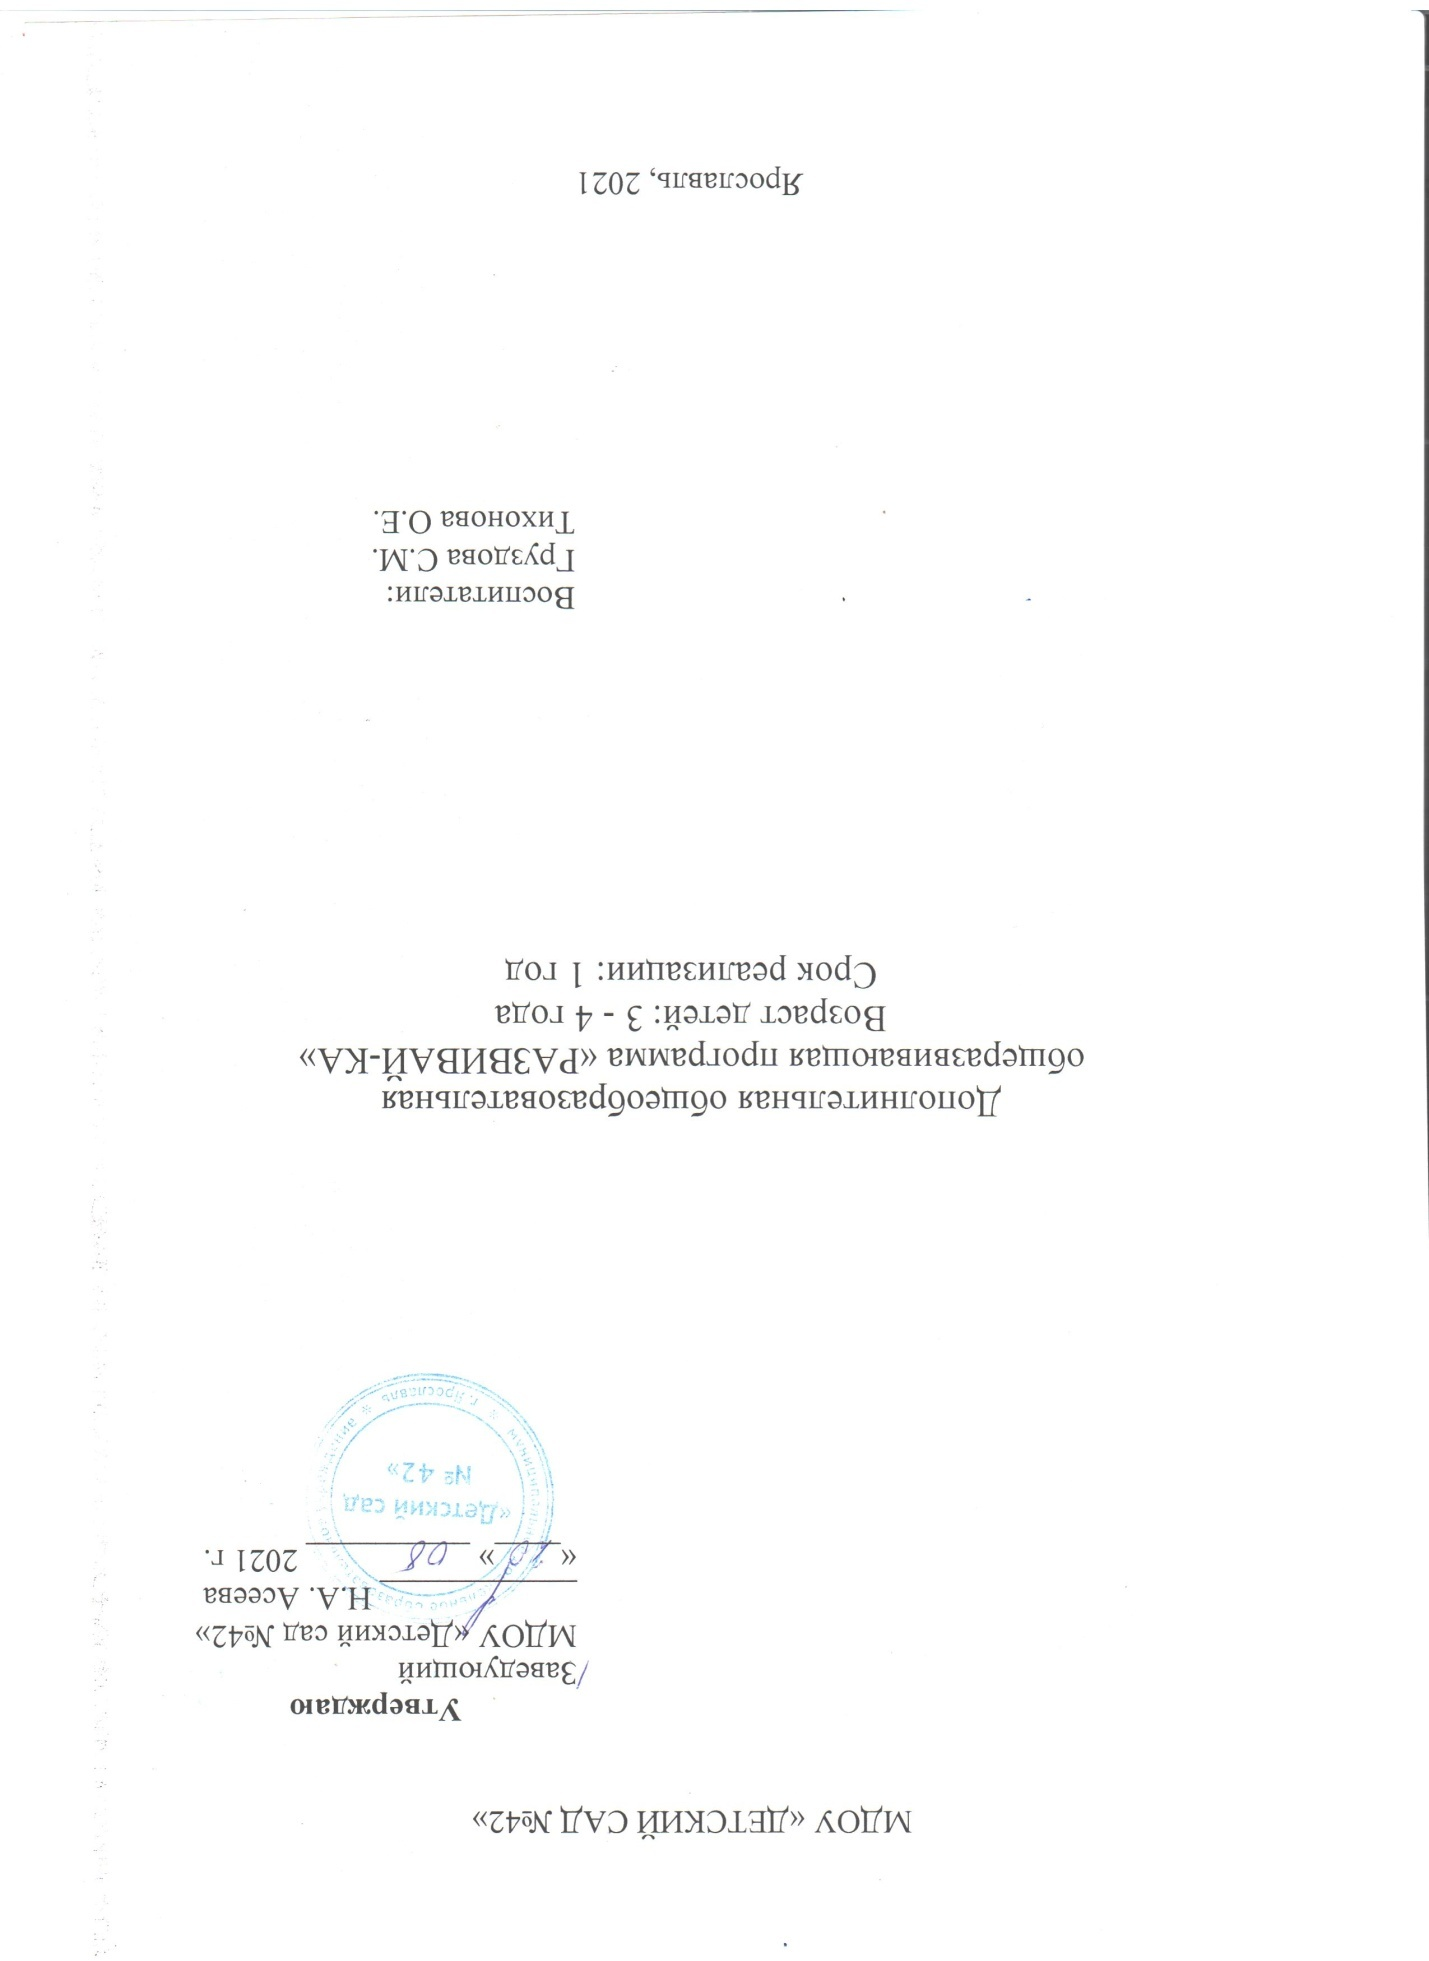 МДОУ «ДЕТСКИЙ САД №42»
Утверждаю
Заведующий
МДОУ «Детский сад №42»
Н.А. Асеева
« » 08 2021 г.
«Детский сад
№ 42»
г. Ярославль
Дополнительная общеобразовательная
общеразвивающая программа «РАЗВИВАЙ-КА»
Возраст детей: 3 - 4 года
Срок реализации: 1 год
Воспитатели:
Груздова С.М.
Тихонова О.Е.
Ярославль, 2021